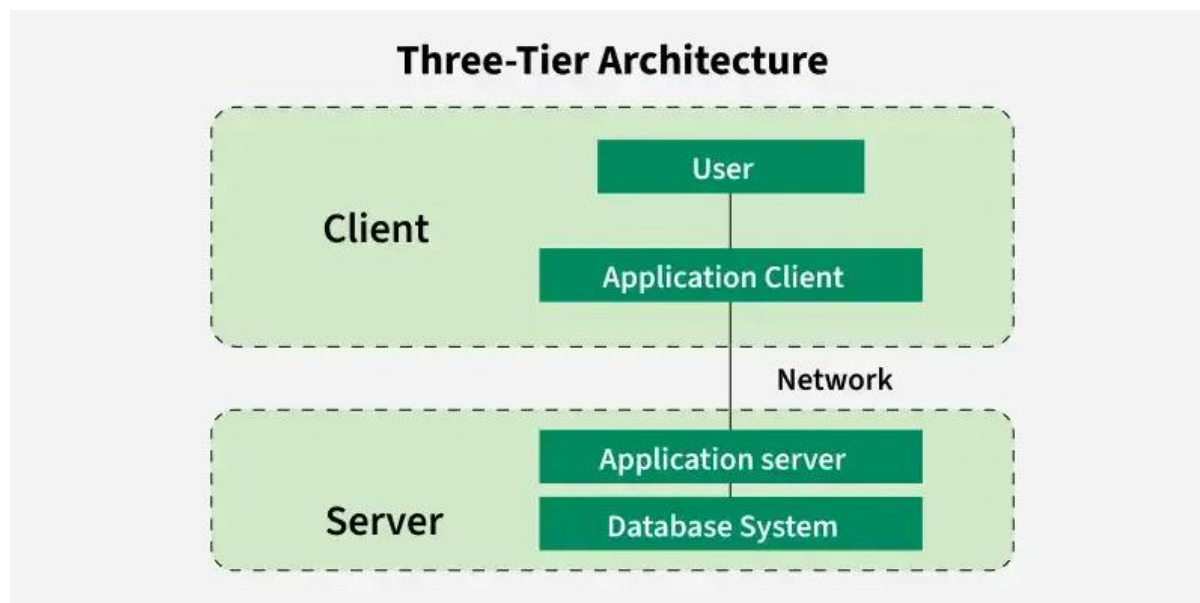 Three-Tier Architecture
User
Client
Application Client
Network
Application server
Server
Database System